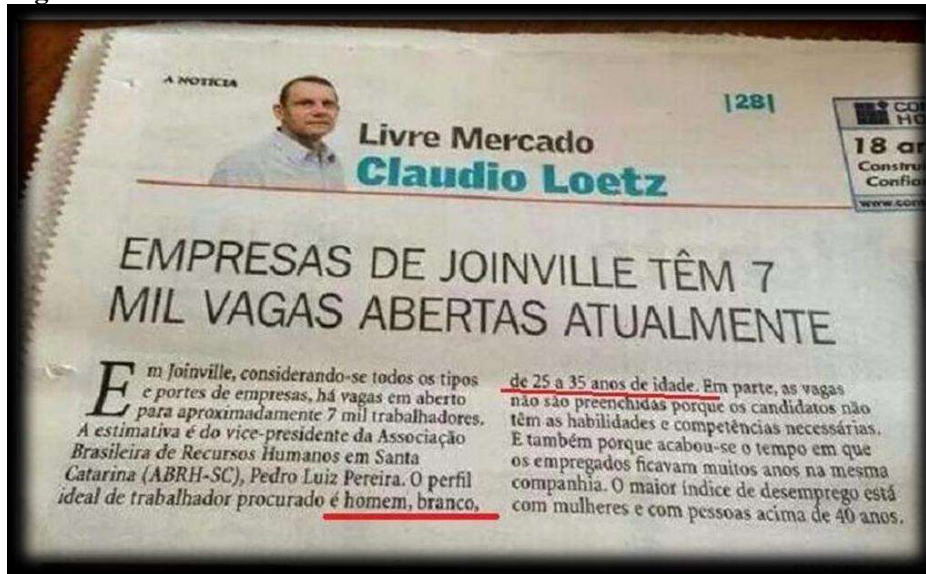 A NOTÍCIA
|28|
Livre Mercado
Claudio Loetz
18
EMPRESAS DE JOINVILLE TÊM 7
MIL VAGAS ABERTAS ATUALMENTE
Em Joinville, considerando-se todos os tipos
e portes de empresas, há vagas em aberto
para aproximadamente 7 mil trabalhadores.
A estimativa é do vice-presidente da Associação
Brasileira de Recursos Humanos em Santa
Catarina (ABRH-SC), Pedro Luiz Pereira. O perfil
ideal de trabalhador procurado é homem, branco,
de 25 a 35 anos de idade. Em parte, as vagas
não são preenchidas porque os candidatos não
têm as habilidades e competências necessárias.
E também porque acabou-se o tempo em que
os empregados ficavam muitos anos na mesma
companhia. O maior índice de desemprego está
com mulheres e com pessoas acima de 40 anos.